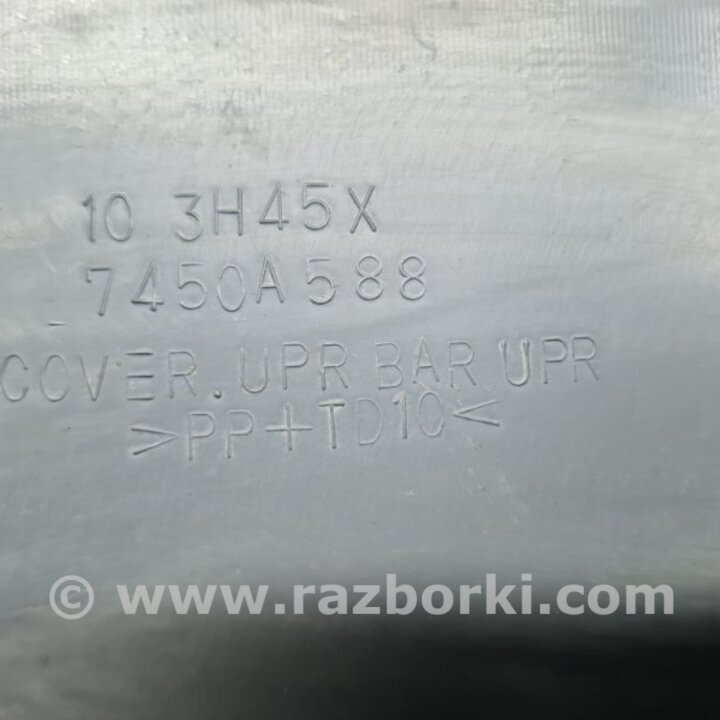 10 3H45X
7450A588
COVER.UPR BAR UPR
>PP+TD10<
© www.razborki.com